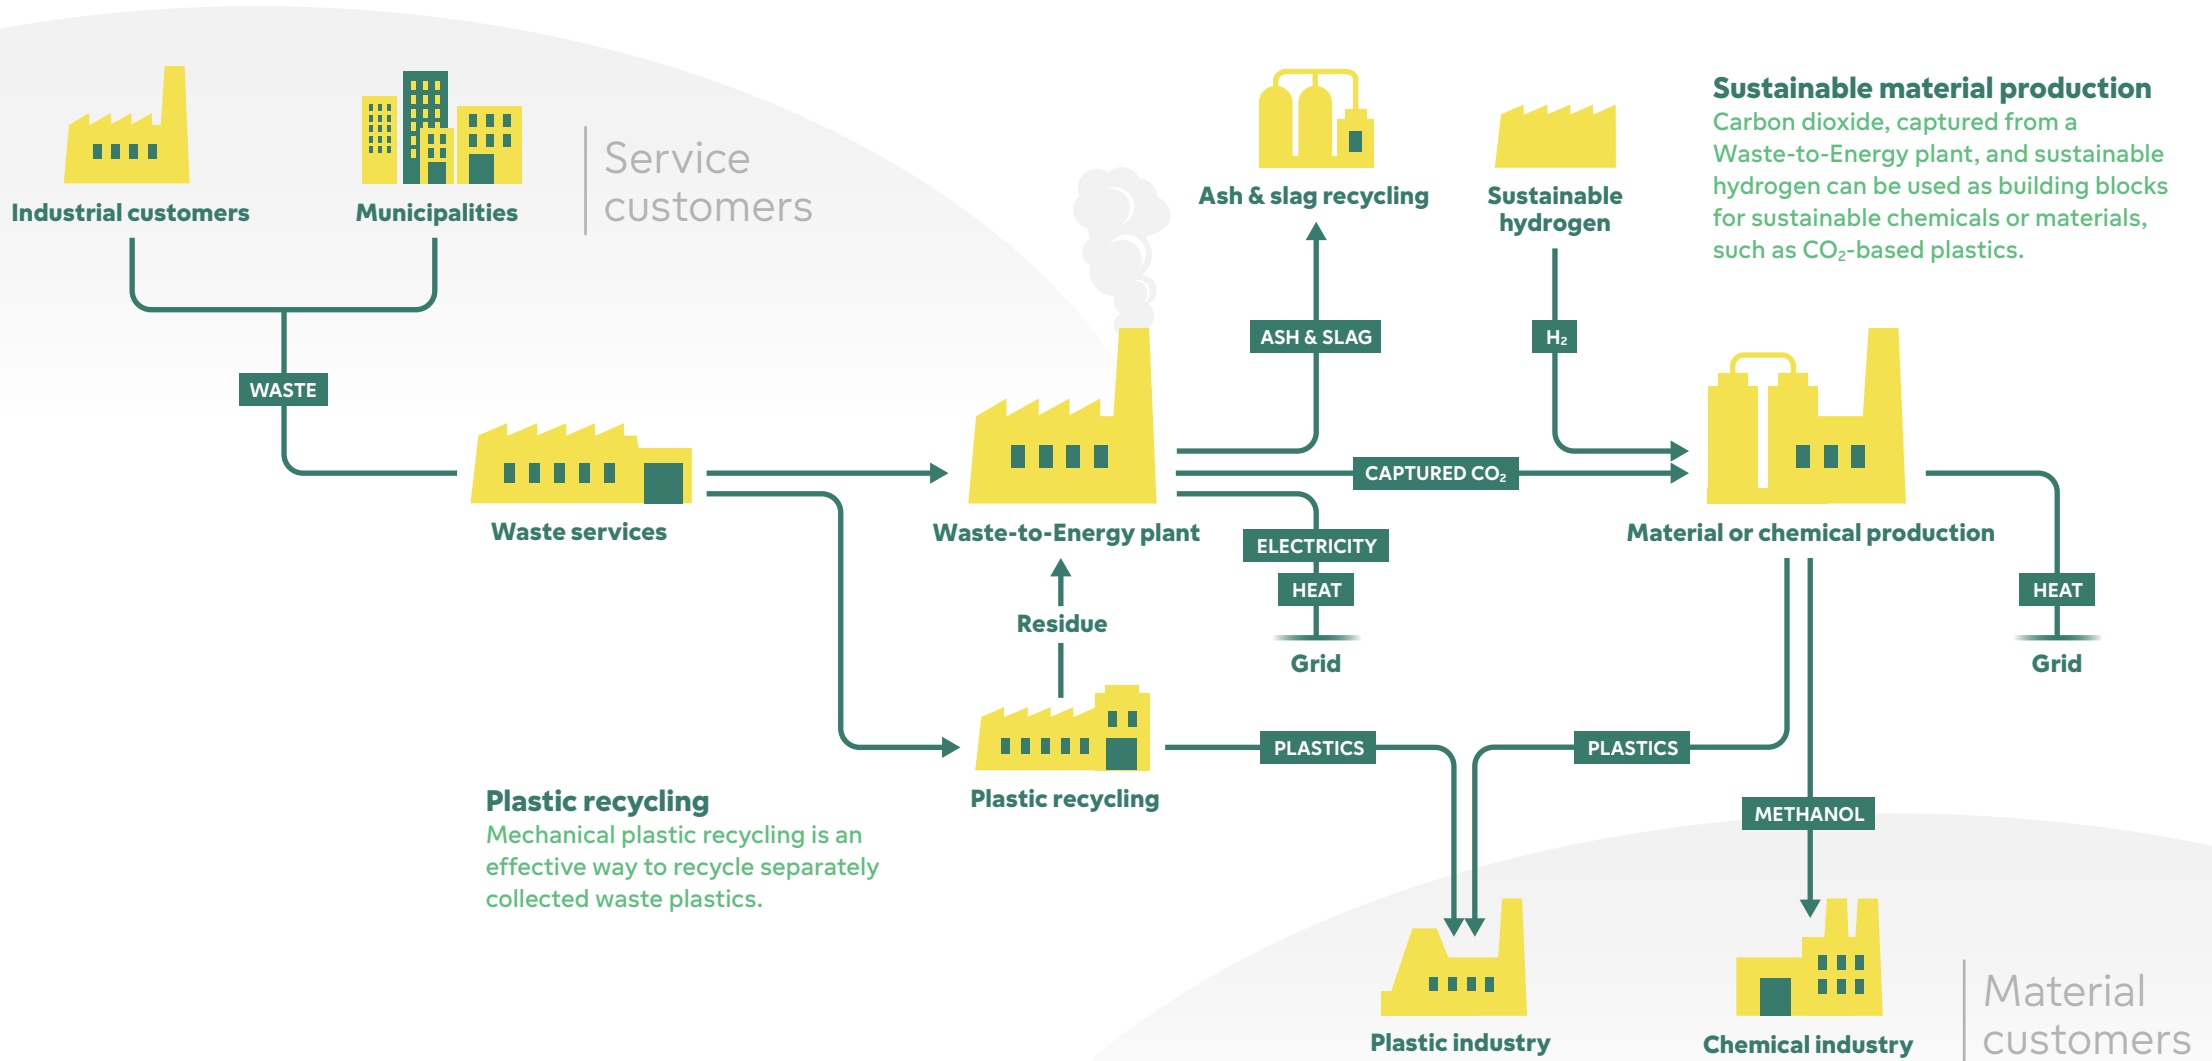 Industrial customers
Municipalities
Service
customers
WASTE
Waste services
Waste-to-Energy plant
Ash & slag recycling
ASH & SLAG
Sustainable
hydrogen
H₂
Sustainable material production
Carbon dioxide, captured from a
Waste-to-Energy plant, and sustainable
hydrogen can be used as building blocks
for sustainable chemicals or materials,
such as CO₂-based plastics.
CAPTURED CO₂
Material or chemical production
ELECTRICITY
HEAT
Grid
HEAT
Grid
Residue
Plastic recycling
PLASTICS
PLASTICS
METHANOL
Plastic recycling
Mechanical plastic recycling is an
effective way to recycle separately
collected waste plastics.
Plastic industry
Chemical industry
Material
customers